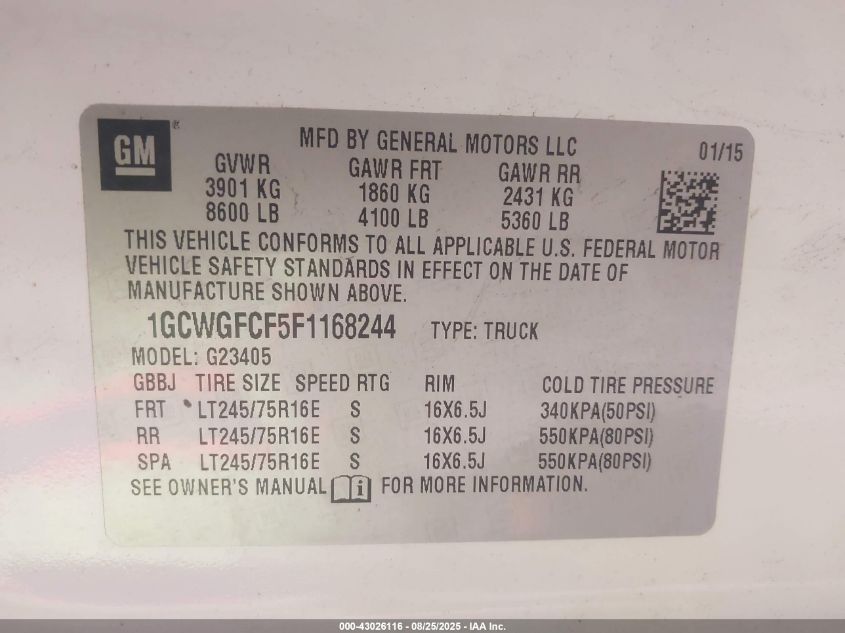 GM ®
MFD BY GENERAL MOTORS LLC
01/15
GVWR GAWR FRT GAWR RR
3901 KG 1860 KG 2431 KG
8600 LB 4100 LB 5360 LB
THIS VEHICLE CONFORMS TO ALL APPLICABLE U.S. FEDERAL MOTOR
VEHICLE SAFETY STANDARDS IN EFFECT ON THE DATE OF
MANUFACTURE SHOWN ABOVE.
1GCWGFCF5F1168244 TYPE: TRUCK
MODEL: G23405
GBBJ TIRE SIZE SPEED RTG RIM COLD TIRE PRESSURE
FRT LT245/75R16E S 16X6.5J 340KPA(50PSI)
RR LT245/75R16E S 16X6.5J 550KPA(80PSI)
SPA LT245/75R16E S 16X6.5J 550KPA(80PSI)
SEE OWNER'S MANUAL i FOR MORE INFORMATION.
000-43026116 - 08/25/2025 - IAA Inc.